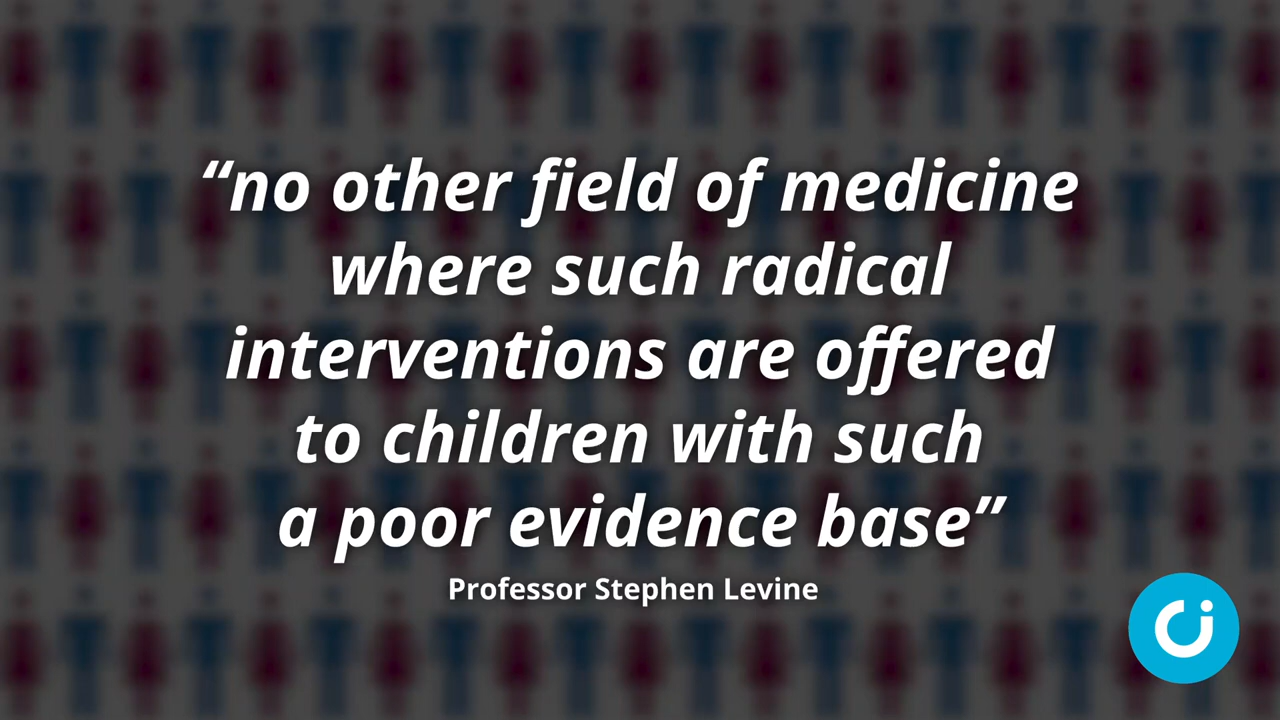 “no other field of medicine
where such radical
interventions are offered
to children with such
a poor evidence base”
Professor Stephen Levine